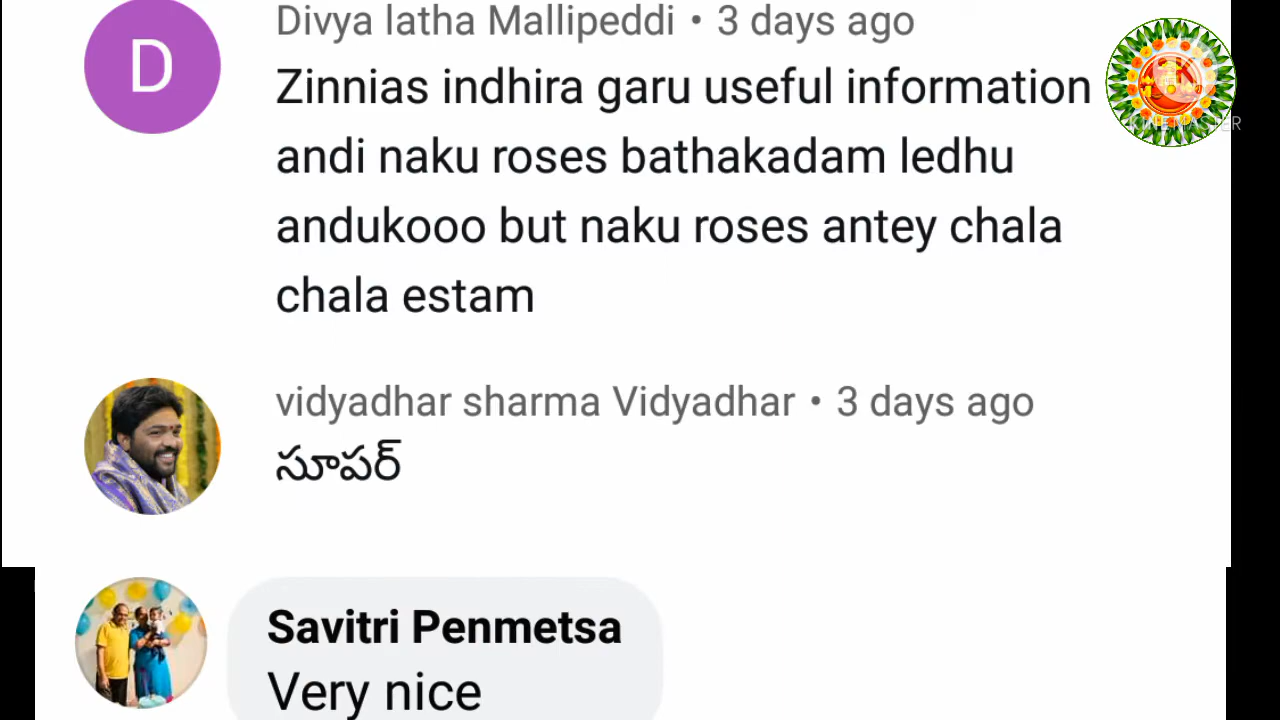 Divya latha Mallipeddi • 3 days ago
D
Zinnias indhira garu useful information
andi naku roses bathakadam ledhu
andukooo but naku roses antey chala
chala estam
vidyadhar sharma Vidyadhar • 3 days ago
సూపర్
Savitri Penmetsa
Very nice
KINEMASTER